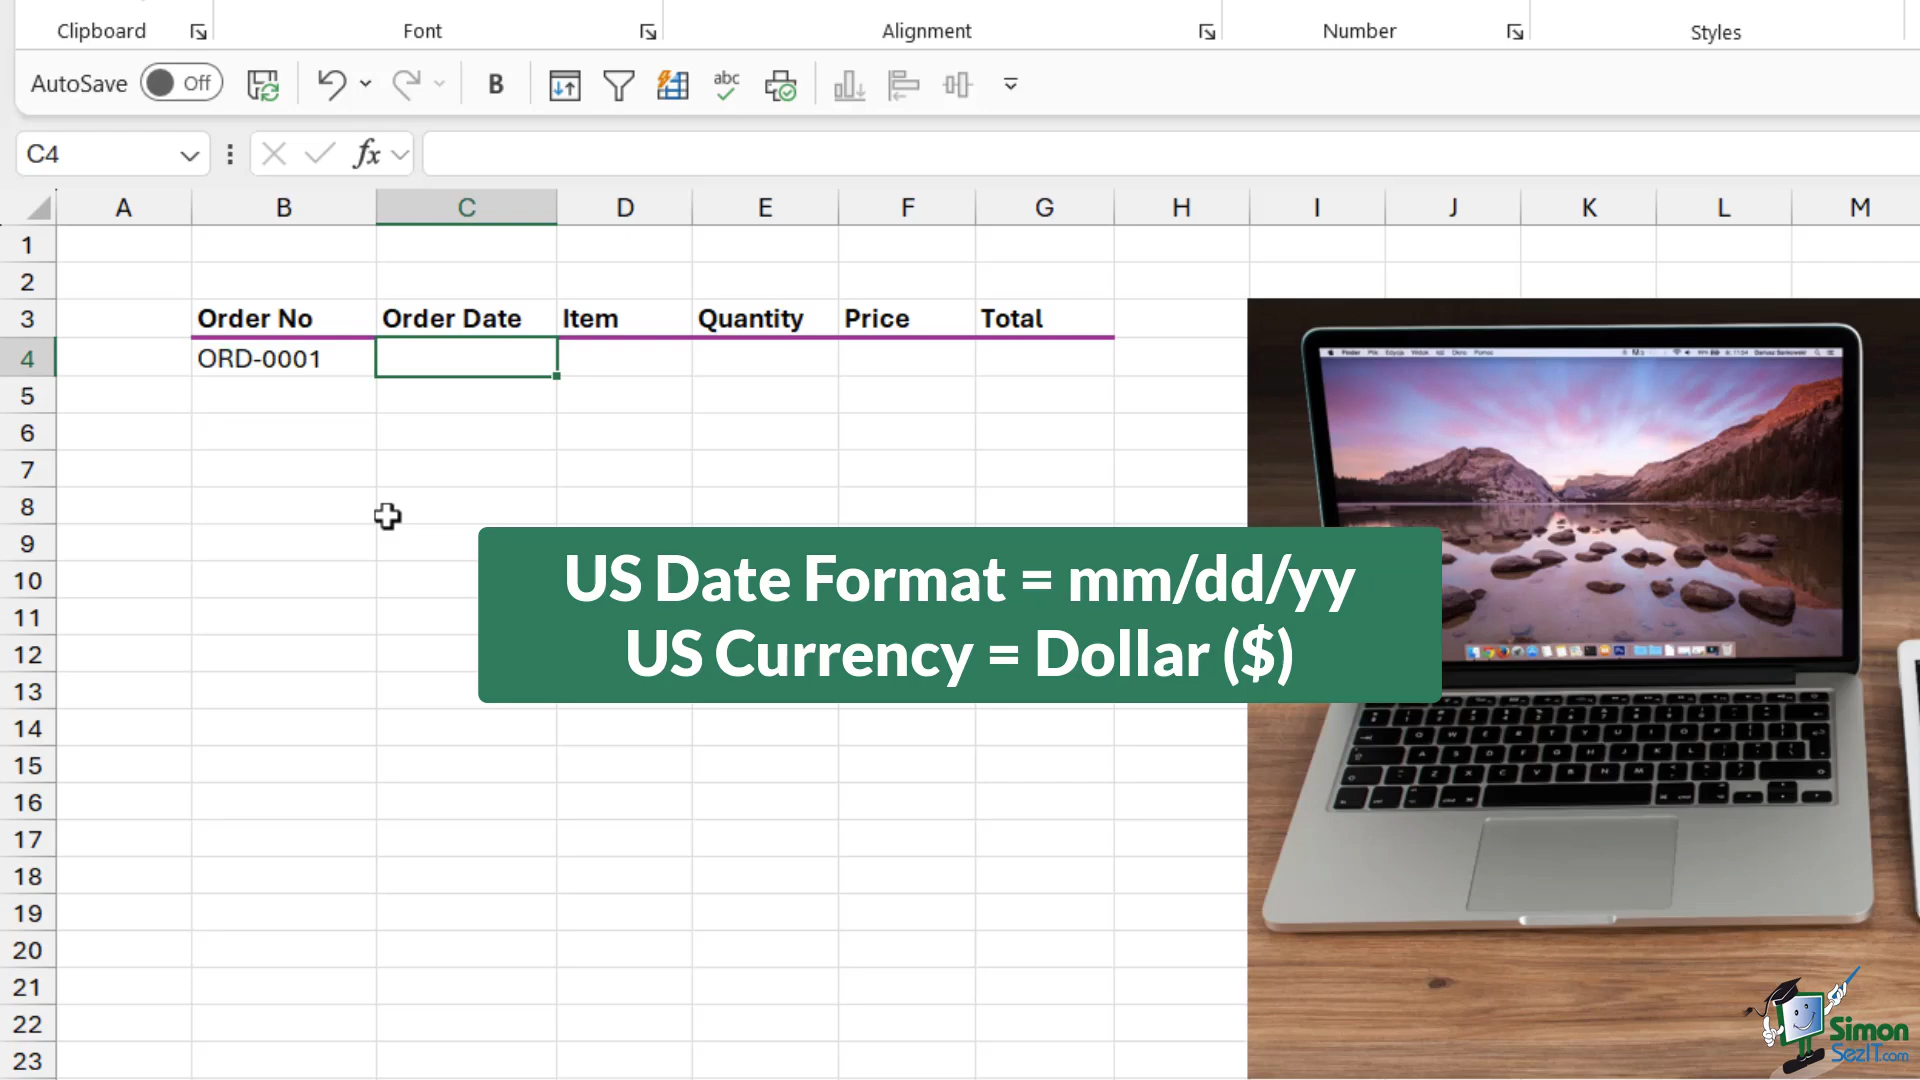 Clipboard Font Alignment Number Styles
AutoSave Off B abc
C4 fx
A B C D E F G H I J K L M
1
2
3 Order No Order Date Item Quantity Price Total
4 ORD-0001
5
6
7
8
9
10
11
12
13
14
15
16
17
18
19
20
21
22
23
US Date Format = mm/dd/yy
US Currency = Dollar ($)
Simon
SezIT.com